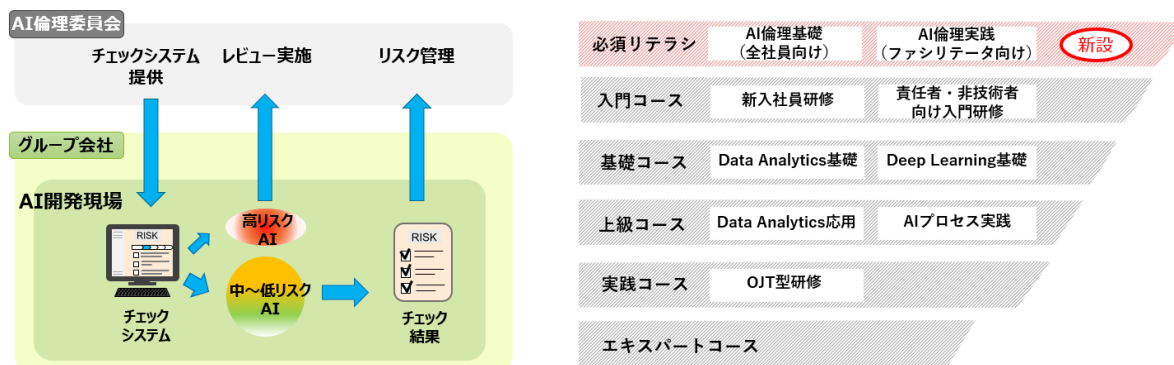 AI倫理委員会
チェックシステム
提供
レビュー実施
リスク管理
グループ会社
AI開発現場
RISK
チェック
システム
高リスク
AI
中～低リスク
AI
RISK
チェック
結果
必須リテラシ
AI倫理基礎
（全社員向け）
AI倫理実践
（ファシリテータ向け）
新設
入門コース
新入社員研修
責任者・非技術者
向け入門研修
基礎コース
Data Analytics基礎
Deep Learning基礎
上級コース
Data Analytics応用
AIプロセス実践
実践コース
OJT型研修
エキスパートコース